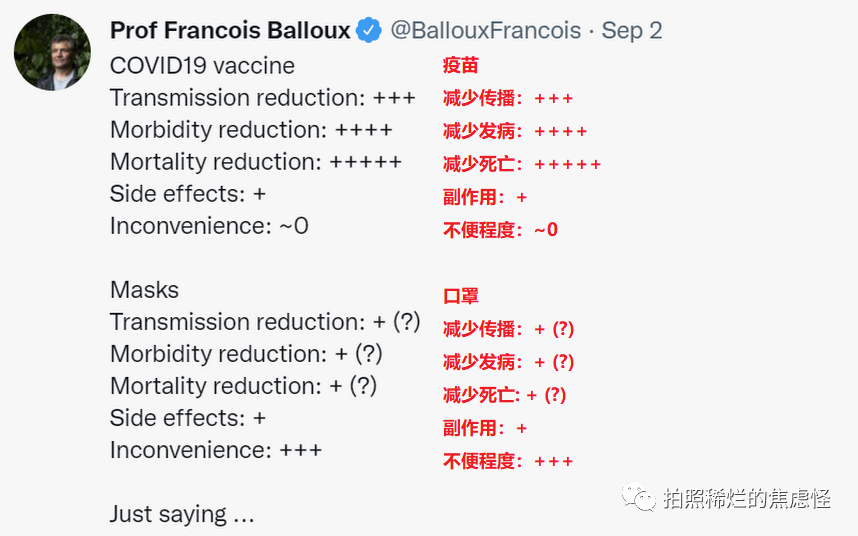 Prof Francois Balloux @BallouxFrancois · Sep 2
COVID19 vaccine 疫苗
Transmission reduction: +++ 减少传播：+++
Morbidity reduction: ++++ 减少发病：++++
Mortality reduction: +++++ 减少死亡：+++++
Side effects: + 副作用：+
Inconvenience: ~0 不便程度：~0
Masks 口罩
Transmission reduction: + (?) 减少传播：+ (?)
Morbidity reduction: + (?) 减少发病：+ (?)
Mortality reduction: + (?) 减少死亡: + (?)
Side effects: + 副作用：+
Inconvenience: +++ 不便程度：+++
拍照稀烂的焦虑怪
Just saying ...